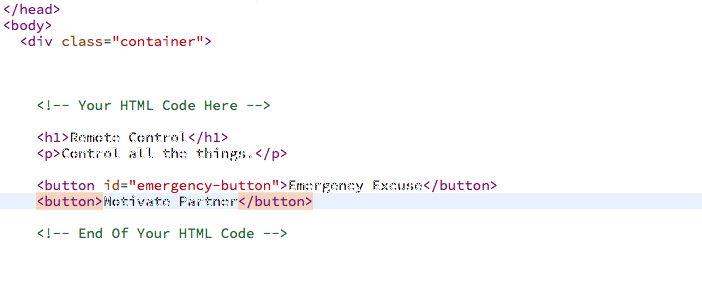 </head>
<body>
<div class="container">
<!-- Your HTML Code Here -->
<h1>Remote Control</h1>
<p>Control all the things.</p>
<button id="emergency-button">Emergency Excuse</button>
<button>Motivate Partner</button>
<!-- End Of Your HTML Code -->